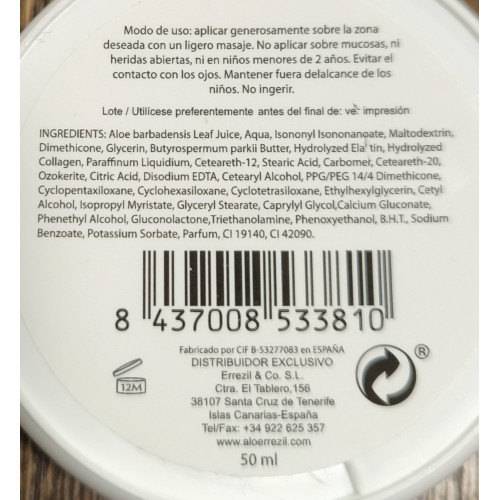 Modo de uso: aplicar generosamente sobre la zona
deseada con un ligero masaje. No aplicar sobre mucosas, ni
heridas abiertas, ni en niños menores de 2 años. Evitar el
contacto con los ojos. Mantener fuera delalcance de los
niños. No ingerir.
Lote / Utilícese preferentemente antes del final de: ver impresión
INGREDIENTS: Aloe barbadensis Leaf Juice, Aqua, Isononyl Isononanoate, Maltodextrin,
Dimethicone, Glycerin, Butyrospermum parkii Butter, Hydrolyzed Elastin, Hydrolyzed
Collagen, Paraffinum Liquidium, Ceteareth-12, Stearic Acid, Carbomer, Ceteareth-20,
Ozokerite, Citric Acid, Disodium EDTA, Cetearyl Alcohol, PPG/PEG 14/4 Dimethicone,
Cyclopentaxiloxane, Cyclohexasiloxane, Cyclotetrasiloxane, Ethylhexylglycerin, Cetyl
Alcohol, Isopropyl Myristate, Glyceryl Stearate, Caprylyl Glycol,Calcium Gluconate,
Phenethyl Alcohol, Gluconolactone,Triethanolamine, Phenoxyethanol, B.H.T., Sodium
Benzoate, Potassium Sorbate, Parfum, CI 19140, CI 42090.
8 437008 533810
Fabricado por CIF B-53277083 en ESPAÑA
DISTRIBUIDOR EXCLUSIVO
Errezil & Co. S.L.
Ctra. El Tablero,156
38107 Santa Cruz de Tenerife
Islas Canarias-España
Tel/Fax: +34 922 625 357
www.aloerrezil.com
12M
®
50 ml